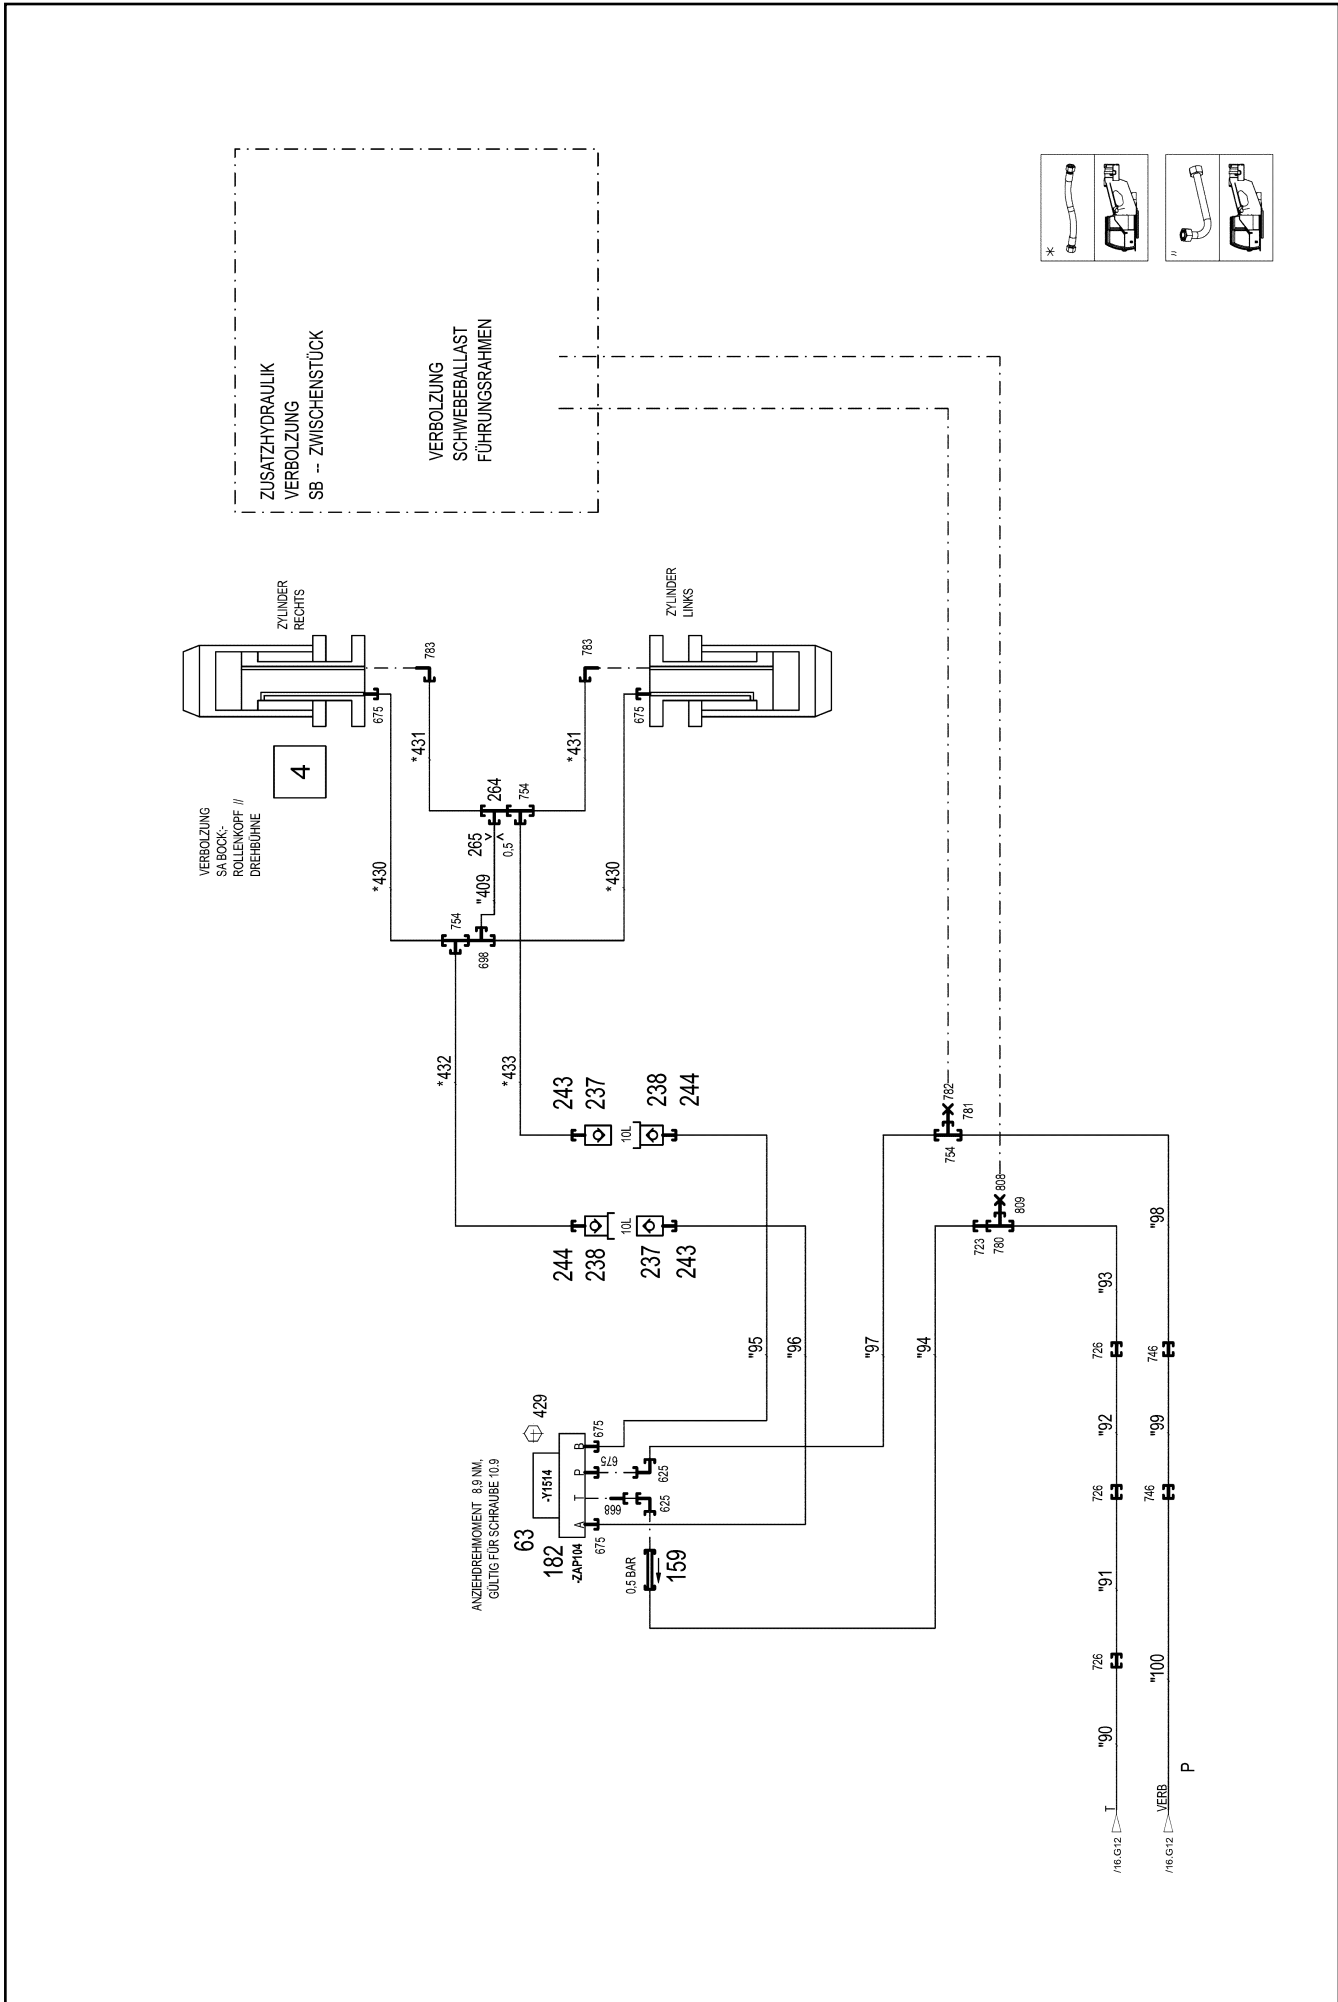 ZUSATZHYDRAULIK
VERBOLZUNG
SB -- ZWISCHENSTÜCK
VERBOLZUNG
SCHWEBEBALLAST
FÜHRUNGSRAHMEN
*
"
VERBOLZUNG
SA BOCK;-
ROLLENKOPF //
DREHBÜHNE
4
ZYLINDER
RECHTS
ZYLINDER
LINKS
675
783
783
675
*431
*431
*430
*430
264
754
265
0,5
"409
754
698
*432
*433
243
237
10L
238
244
244
238
10L
237
243
782
781
754
808
809
723
780
"95
"96
"97
"94
ANZIEHDREHMOMENT 8,9 NM,
GÜLTIG FÜR SCHRAUBE 10.9
429
63
-Y1514
182
-ZAP104
A
T
P
B
675
675
668
675
625
625
0,5 BAR
159
"98
"93
726
746
"92
"99
726
746
"91
"100
726
"90
P
T
VERB
/16.G12
/16.G12